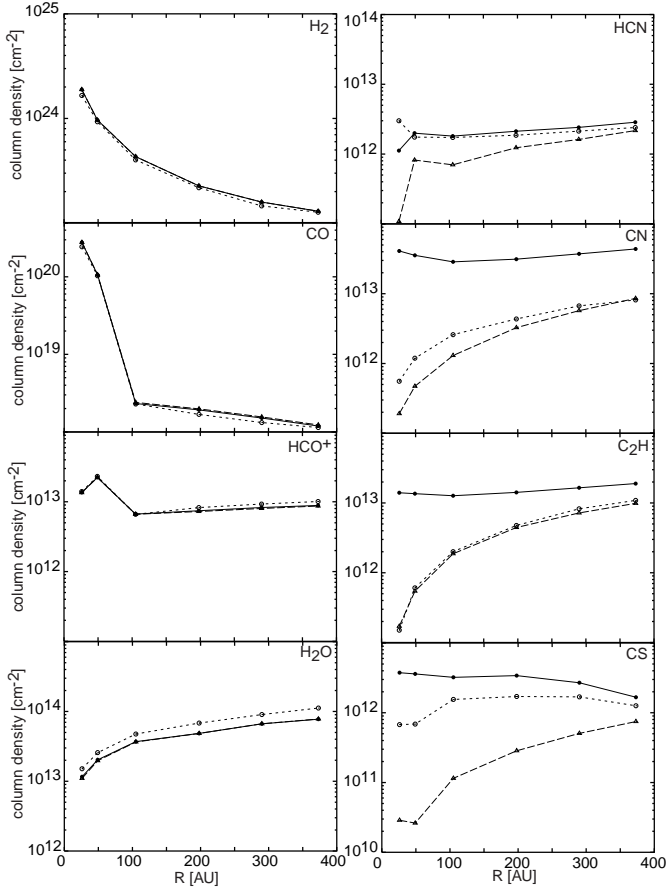 column density [cm-2]
10^25
10^24
H2
column density [cm-2]
10^20
10^19
CO
column density [cm-2]
10^13
10^12
HCO+
column density [cm-2]
10^14
10^13
10^12
H2O
0 100 200 300 400
R [AU]
10^14
10^13
10^12
HCN
10^13
10^12
CN
10^13
10^12
C2H
10^12
10^11
10^10
CS
0 100 200 300 400
R [AU]